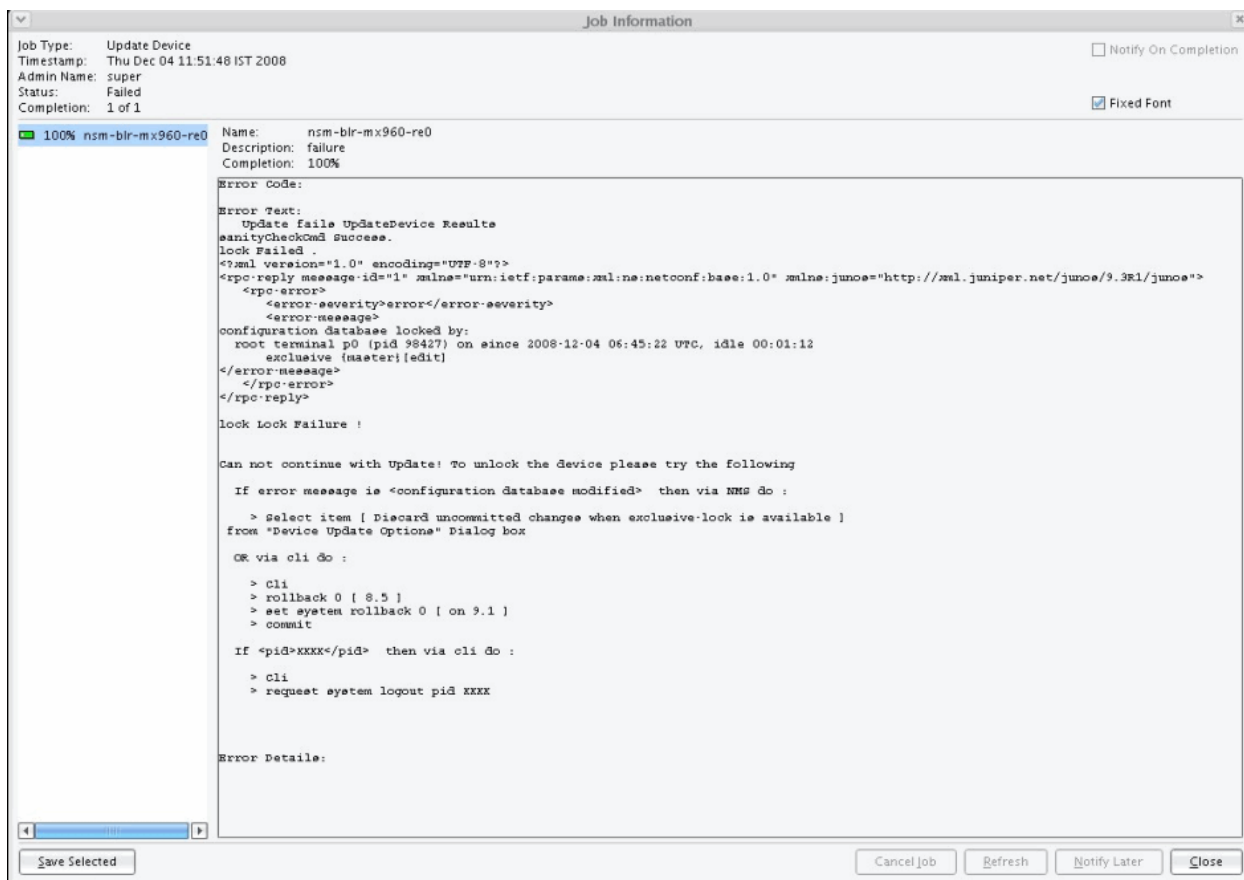 Job Information
Job Type: Update Device
Timestamp: Thu Dec 04 11:51:48 IST 2008
Admin Name: super
Status: Failed
Completion: 1 of 1
Notify On Completion
Fixed Font
100% nsm-blr-mx960-re0
Name: nsm-blr-mx960-re0
Description: failure
Completion: 100%
Error Code:
Error Text:
Update fails UpdateDevice Results
sanityCheckCmd Success.
lock Failed .
<?xml version="1.0" encoding="UTF-8"?>
<rpc-reply message-id="1" xmlns="urn:ietf:params:xml:ns:netconf:base:1.0" xmlns:junos="http://xml.juniper.net/junos/9.3R1/junos">
<rpc-error>
<error-severity>error</error-severity>
<error-message>
configuration database locked by:
root terminal p0 (pid 98427) on since 2008-12-04 06:45:22 UTC, idle 00:01:12
exclusive {master}[edit]
</error-message>
</rpc-error>
</rpc-reply>
lock Lock Failure !
Can not continue with Update! To unlock the device please try the following
If error message is <configuration database modified> then via NMS do :
> Select item [ Discard uncommitted changes when exclusive-lock is available ]
from "Device Update Options" Dialog box
OR via cli do :
> Cli
> rollback 0 [ 8.5 ]
> set system rollback 0 [ on 9.1 ]
> commit
If <pid>XXXX</pid> then via cli do :
> Cli
> request system logout pid XXXX
Error Details:
Save Selected
Cancel Job
Refresh
Notify Later
Close